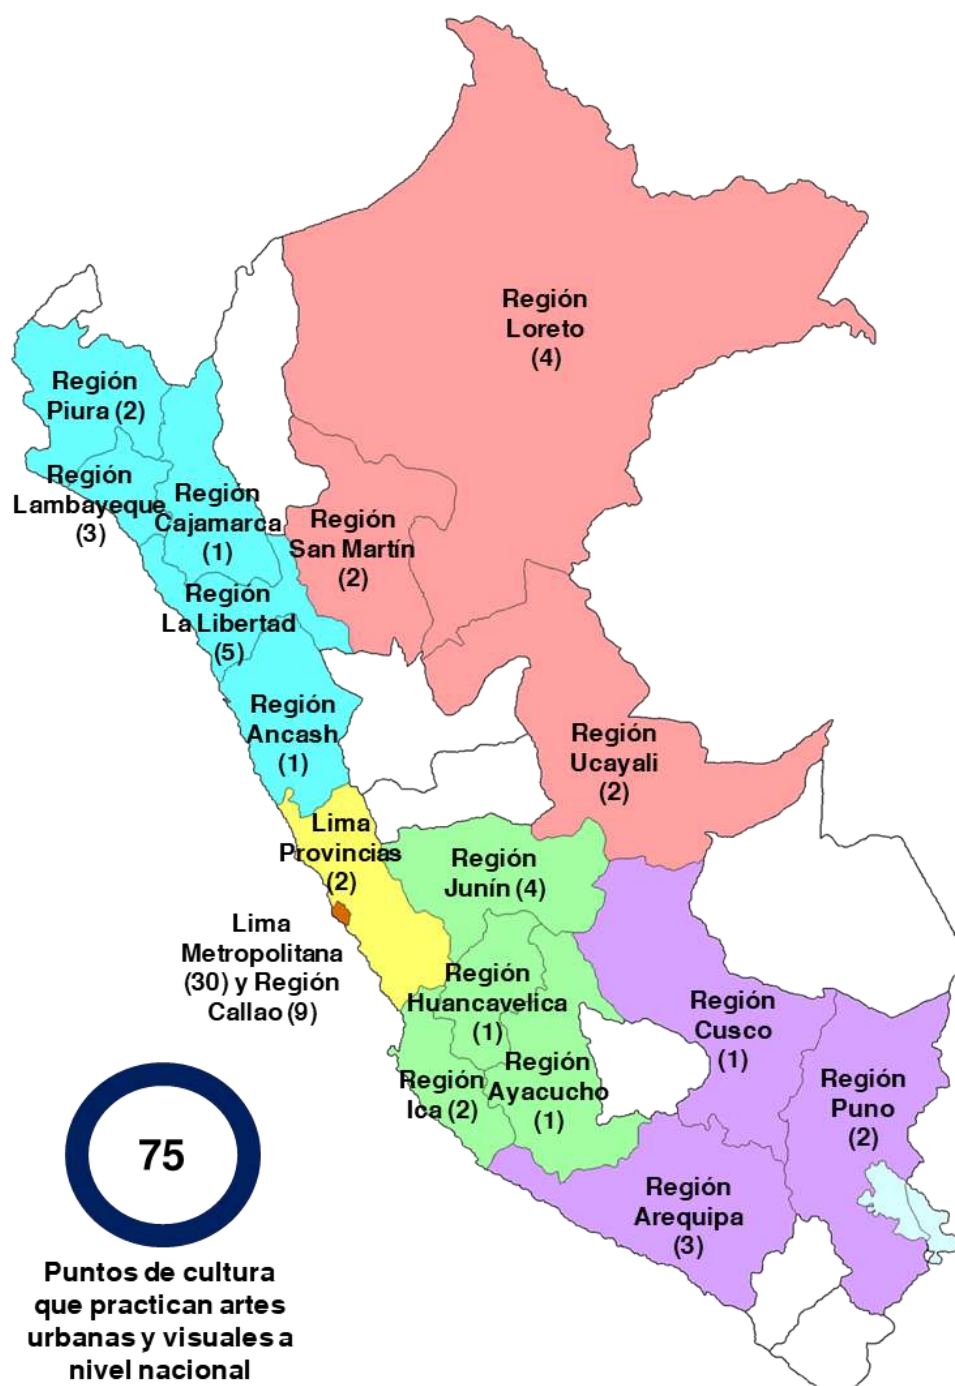 Región
Loreto
(4)
Región
Piura (2)
Región
Lambayeque
(3)
Región
Cajamarca
(1)
Región
San Martín
(2)
Región
La Libertad
(5)
Región
Ancash
(1)
Región
Ucayali
(2)
Lima
Provincias
(2)
Región
Junín (4)
Lima
Metropolitana
(30) y Región
Callao (9)
Región
Huancavelica
(1)
Región
Cusco
(1)
Región
Ica (2)
Región
Ayacucho
(1)
Región
Puno
(2)
Región
Arequipa
(3)
75
Puntos de cultura
que practican artes
urbanas y visuales a
nivel nacional